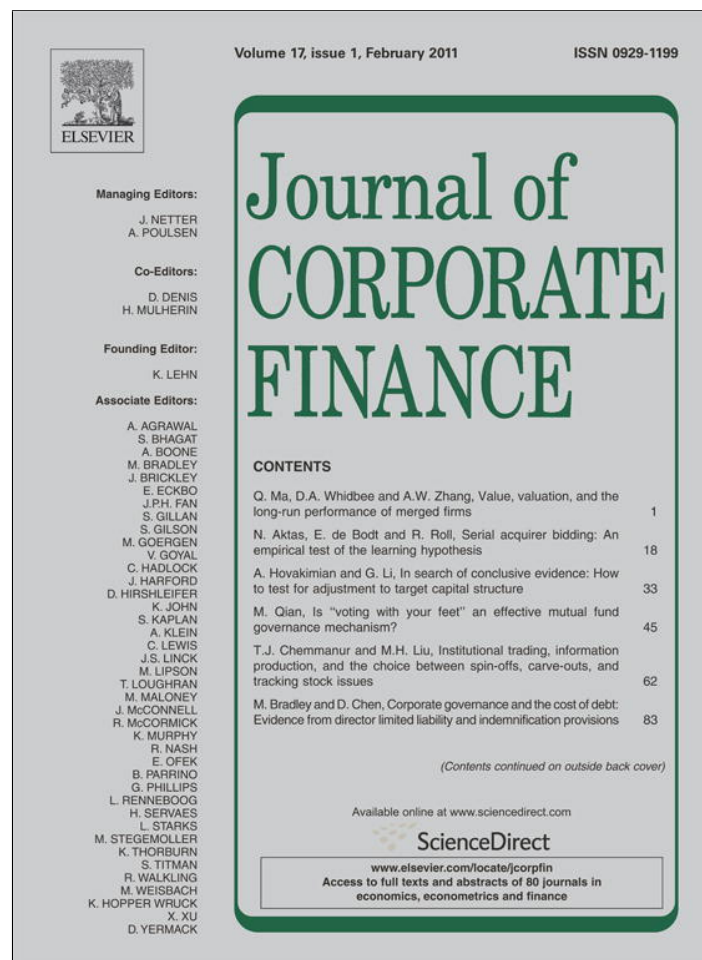 Volume 17, issue 1, February 2011
ISSN 0929-1199
ELSEVIER
Managing Editors:
J. NETTER
A. POULSEN
Co-Editors:
D. DENIS
H. MULHERIN
Founding Editor:
K. LEHN
Associate Editors:
A. AGRAWAL
S. BHAGAT
A. BOONE
M. BRADLEY
J. BRICKLEY
E. ECKBO
J.P.H. FAN
S. GILLAN
S. GILSON
M. GOERGEN
V. GOYAL
C. HADLOCK
J. HARFORD
D. HIRSHLEIFER
K. JOHN
S. KAPLAN
A. KLEIN
C. LEWIS
J.S. LINCK
M. LIPSON
T. LOUGHRAN
M. MALONEY
J. McCONNELL
R. McCORMICK
K. MURPHY
R. NASH
E. OFEK
B. PARRINO
G. PHILLIPS
L. RENNEBOOG
H. SERVAES
L. STARKS
M. STEGEMOLLER
K. THORBURN
S. TITMAN
R. WALKLING
M. WEISBACH
K. HOPPER WRUCK
X. XU
D. YERMACK
Journal of
CORPORATE
FINANCE
CONTENTS
Q. Ma, D.A. Whidbee and A.W. Zhang, Value, valuation, and the
long-run performance of merged firms 1
N. Aktas, E. de Bodt and R. Roll, Serial acquirer bidding: An
empirical test of the learning hypothesis 18
A. Hovakimian and G. Li, In search of conclusive evidence: How
to test for adjustment to target capital structure 33
M. Qian, Is “voting with your feet” an effective mutual fund
governance mechanism? 45
T.J. Chemmanur and M.H. Liu, Institutional trading, information
production, and the choice between spin-offs, carve-outs, and
tracking stock issues 62
M. Bradley and D. Chen, Corporate governance and the cost of debt:
Evidence from director limited liability and indemnification provisions 83
(Contents continued on outside back cover)
Available online at www.sciencedirect.com
ScienceDirect
www.elsevier.com/locate/jcorpfin
Access to full texts and abstracts of 80 journals in
economics, econometrics and finance